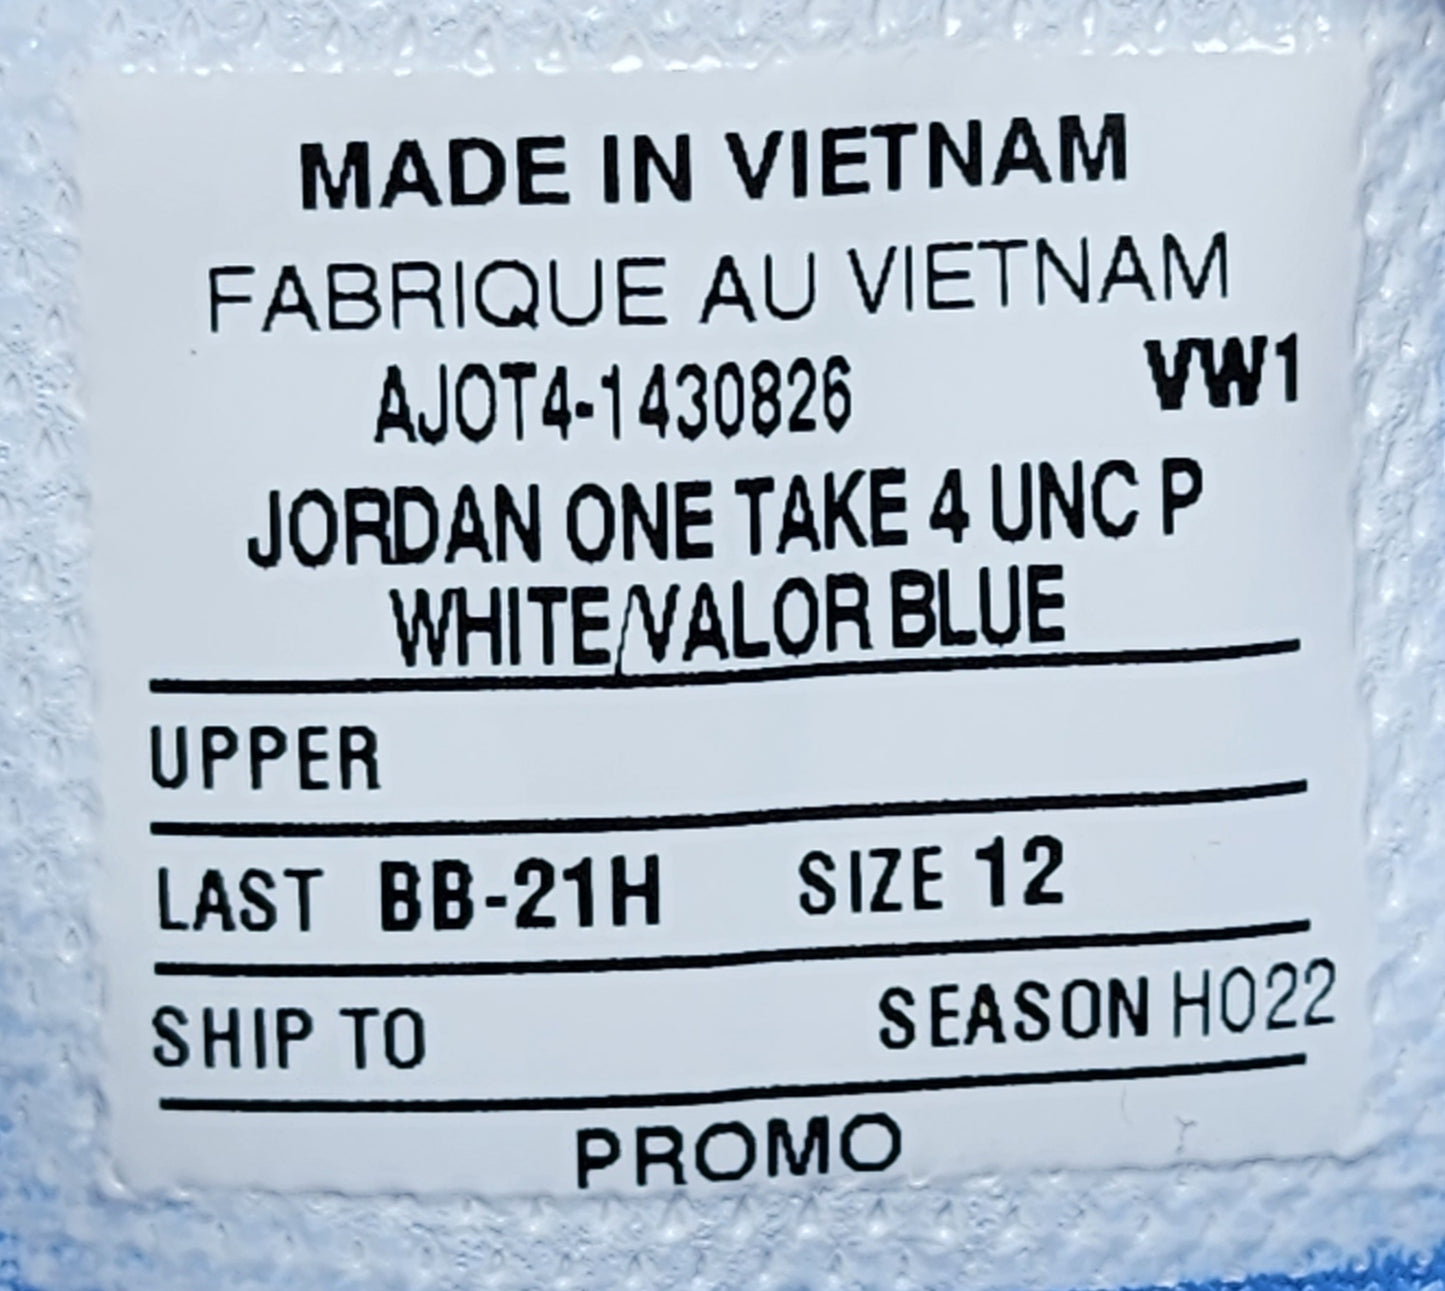 MADE IN VIETNAM
FABRIQUE AU VIETNAM
AJOT4-1430826 VW1
JORDAN ONE TAKE 4 UNC P
WHITE/VALOR BLUE
UPPER
LAST BB-21H SIZE 12
SHIP TO SEASON HO22
PROMO